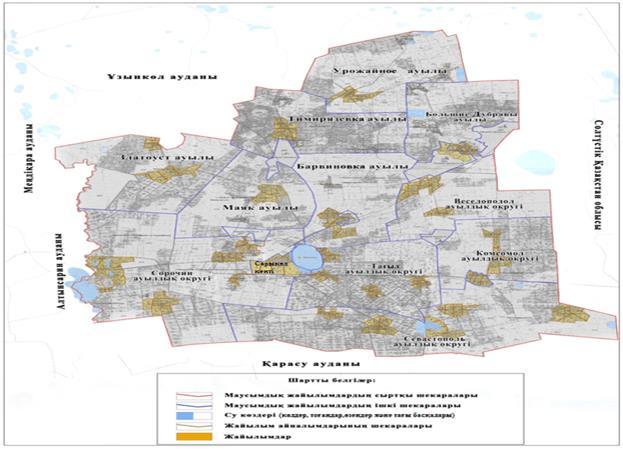 Урожайное ауылы
Ұзынкөл ауданы
Большие Дубравы
ауылы
Тимирязевка ауылы
Меңдіқара ауданы
Солтүстік Қазақстан облысы
Златоуст ауылы
Барвиновка ауылы
Маяк ауылы
Веселоподол
ауылдық округі
Алтынсарин ауданы
Сорочин
ауылдық округі
Сарыкөл
кенті
Тағыл
ауылдық округі
Комсомол
ауылдық округі
Севастополь
ауылдық округі
Қарасу ауданы
Шартты белгілер:
Маусымдық жайылымдардың сыртқы шекаралары
Маусымдық жайылымдардың ішкі шекаралары
Су көздері (көлдер, тоғандар,өзендер және тағы басқалары)
Жайылым айналымдарының шекаралары
Жайылымдар